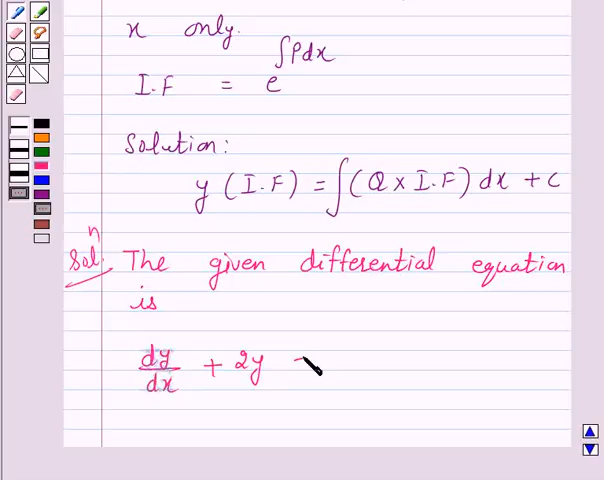 x only.
I.F = e^∫Pdx
Solution:
y (I.F) = ∫(Q × I.F) dx + C
Solⁿ. The given differential equation
is
dy/dx + 2y